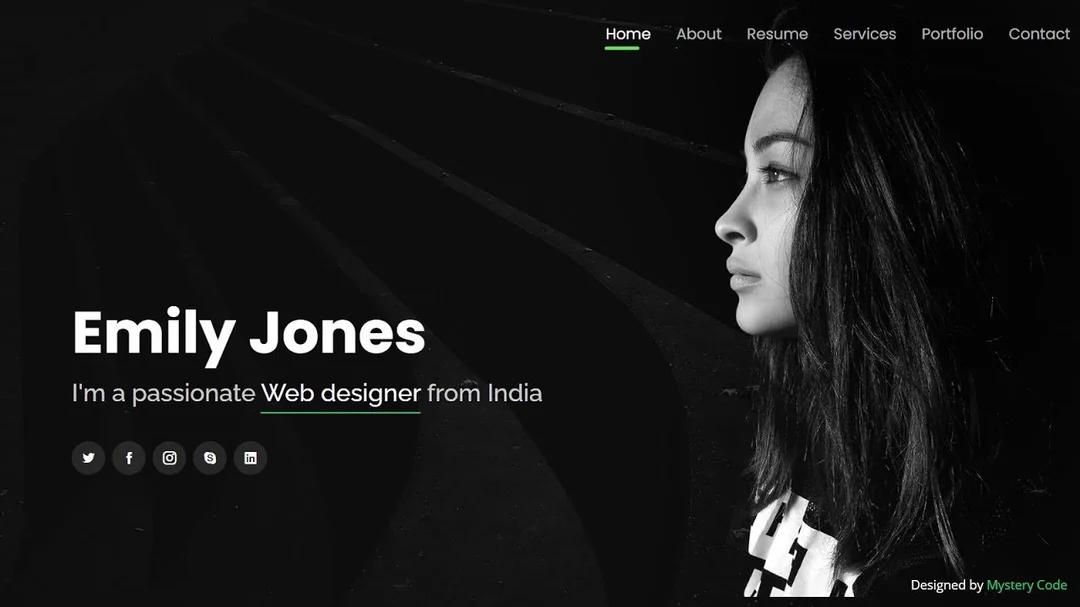 Home About Resume Services Portfolio Contact
Emily Jones
I'm a passionate Web designer from India
Designed by Mystery Code